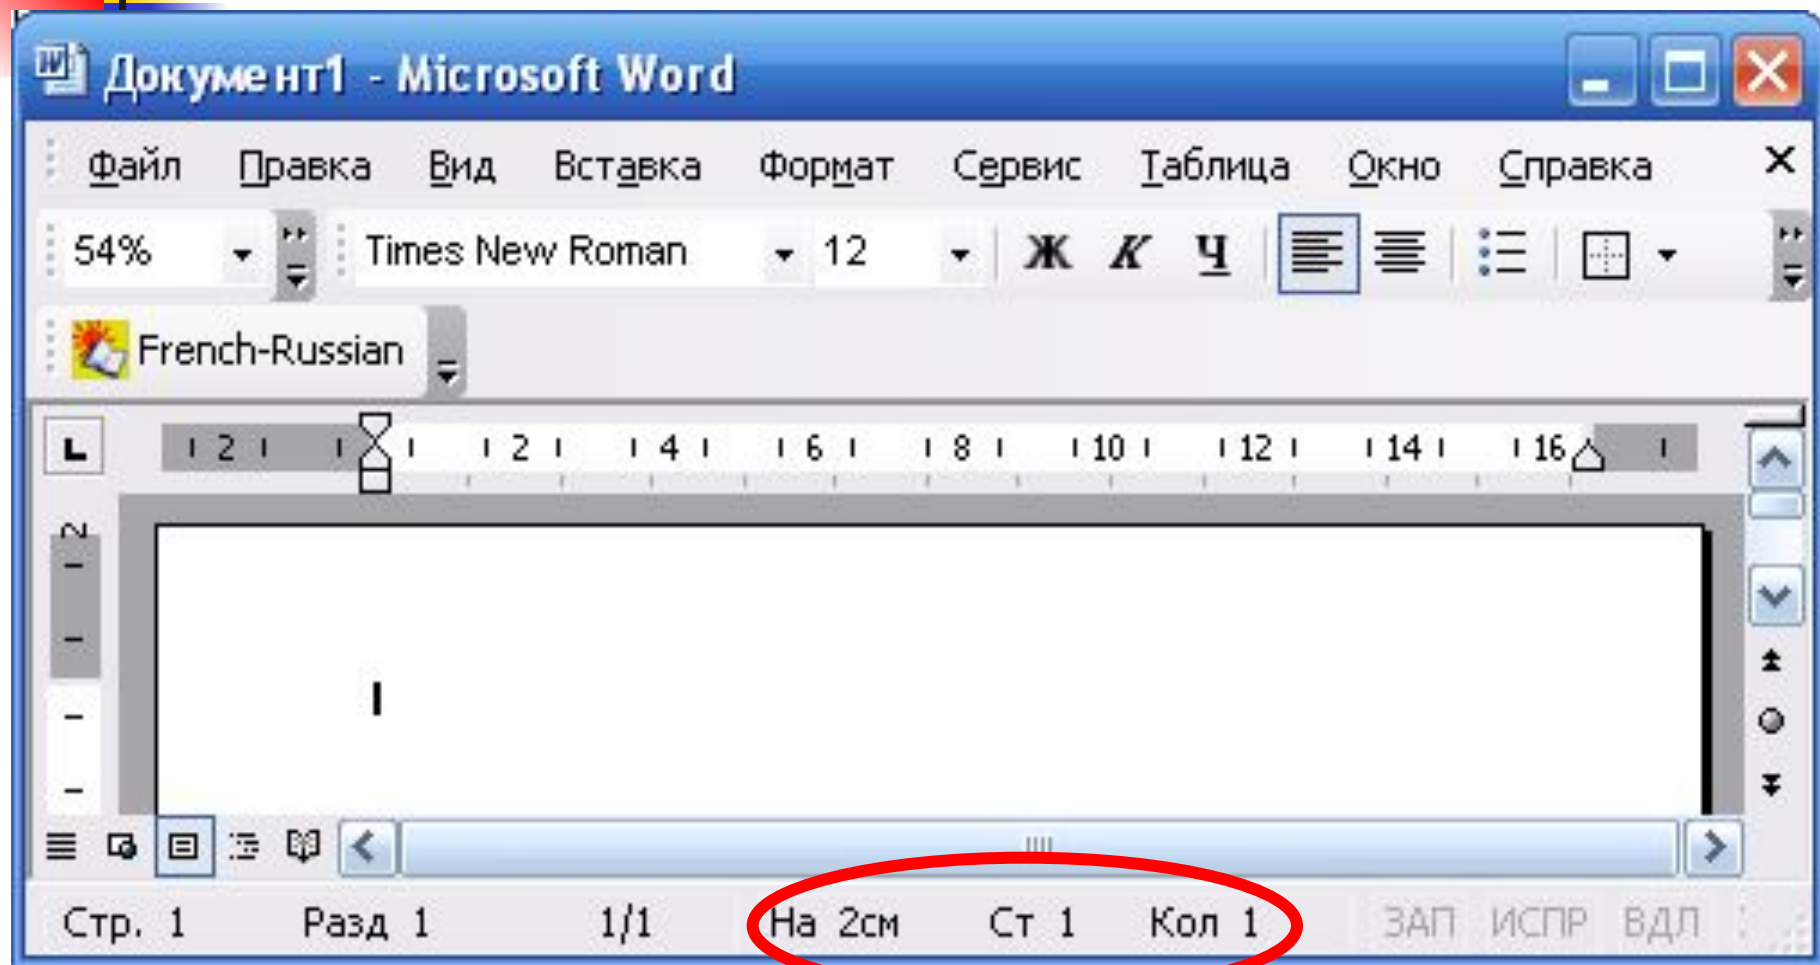 Документ1 - Microsoft Word
Файл Правка Вид Вставка Формат Сервис Таблица Окно Справка
54% Times New Roman 12 Ж К Ч
French-Russian
2 2 4 6 8 10 12 14 16
2
Стр. 1 Разд 1 1/1 На 2см Ст 1 Кол 1 ЗАП ИСПР ВДЛ